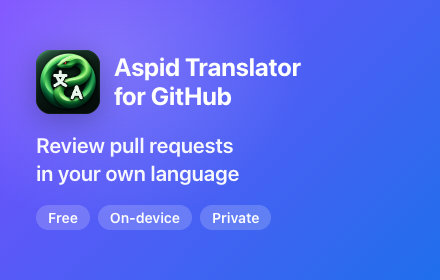 文
A
Aspid Translator
for GitHub
Review pull requests
in your own language
Free
On-device
Private